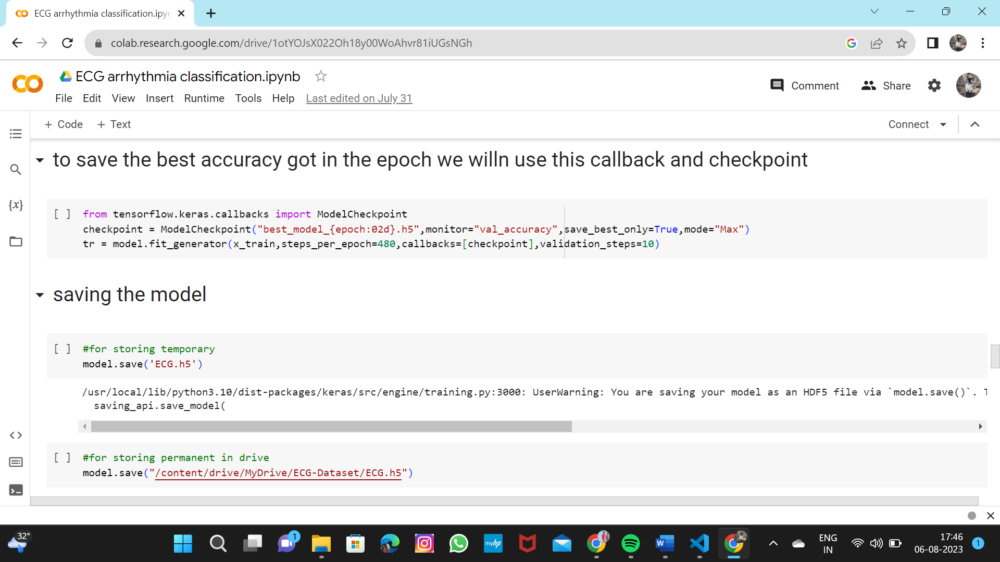 ECG arrhythmia classification.ipyn
colab.research.google.com/drive/1otYOJsX022Oh18y00WoAhvr81iUGsNGh
ECG arrhythmia classification.ipynb
Comment
Share
File Edit View Insert Runtime Tools Help Last edited on July 31
+ Code + Text
Connect
to save the best accuracy got in the epoch we willn use this callback and checkpoint
{x}
[ ] from tensorflow.keras.callbacks import ModelCheckpoint
checkpoint = ModelCheckpoint("best_model_{epoch:02d}.h5",monitor="val_accuracy",save_best_only=True,mode="Max")
tr = model.fit_generator(x_train,steps_per_epoch=480,callbacks=[checkpoint],validation_steps=10)
saving the model
[ ] #for storing temporary
model.save('ECG.h5')
/usr/local/lib/python3.10/dist-packages/keras/src/engine/training.py:3000: UserWarning: You are saving your model as an HDF5 file via `model.save()`. T
saving_api.save_model(
[ ] #for storing permanent in drive
model.save("/content/drive/MyDrive/ECG-Dataset/ECG.h5")
32°
1
myhp
W
ENG
IN
17:46
06-08-2023
1